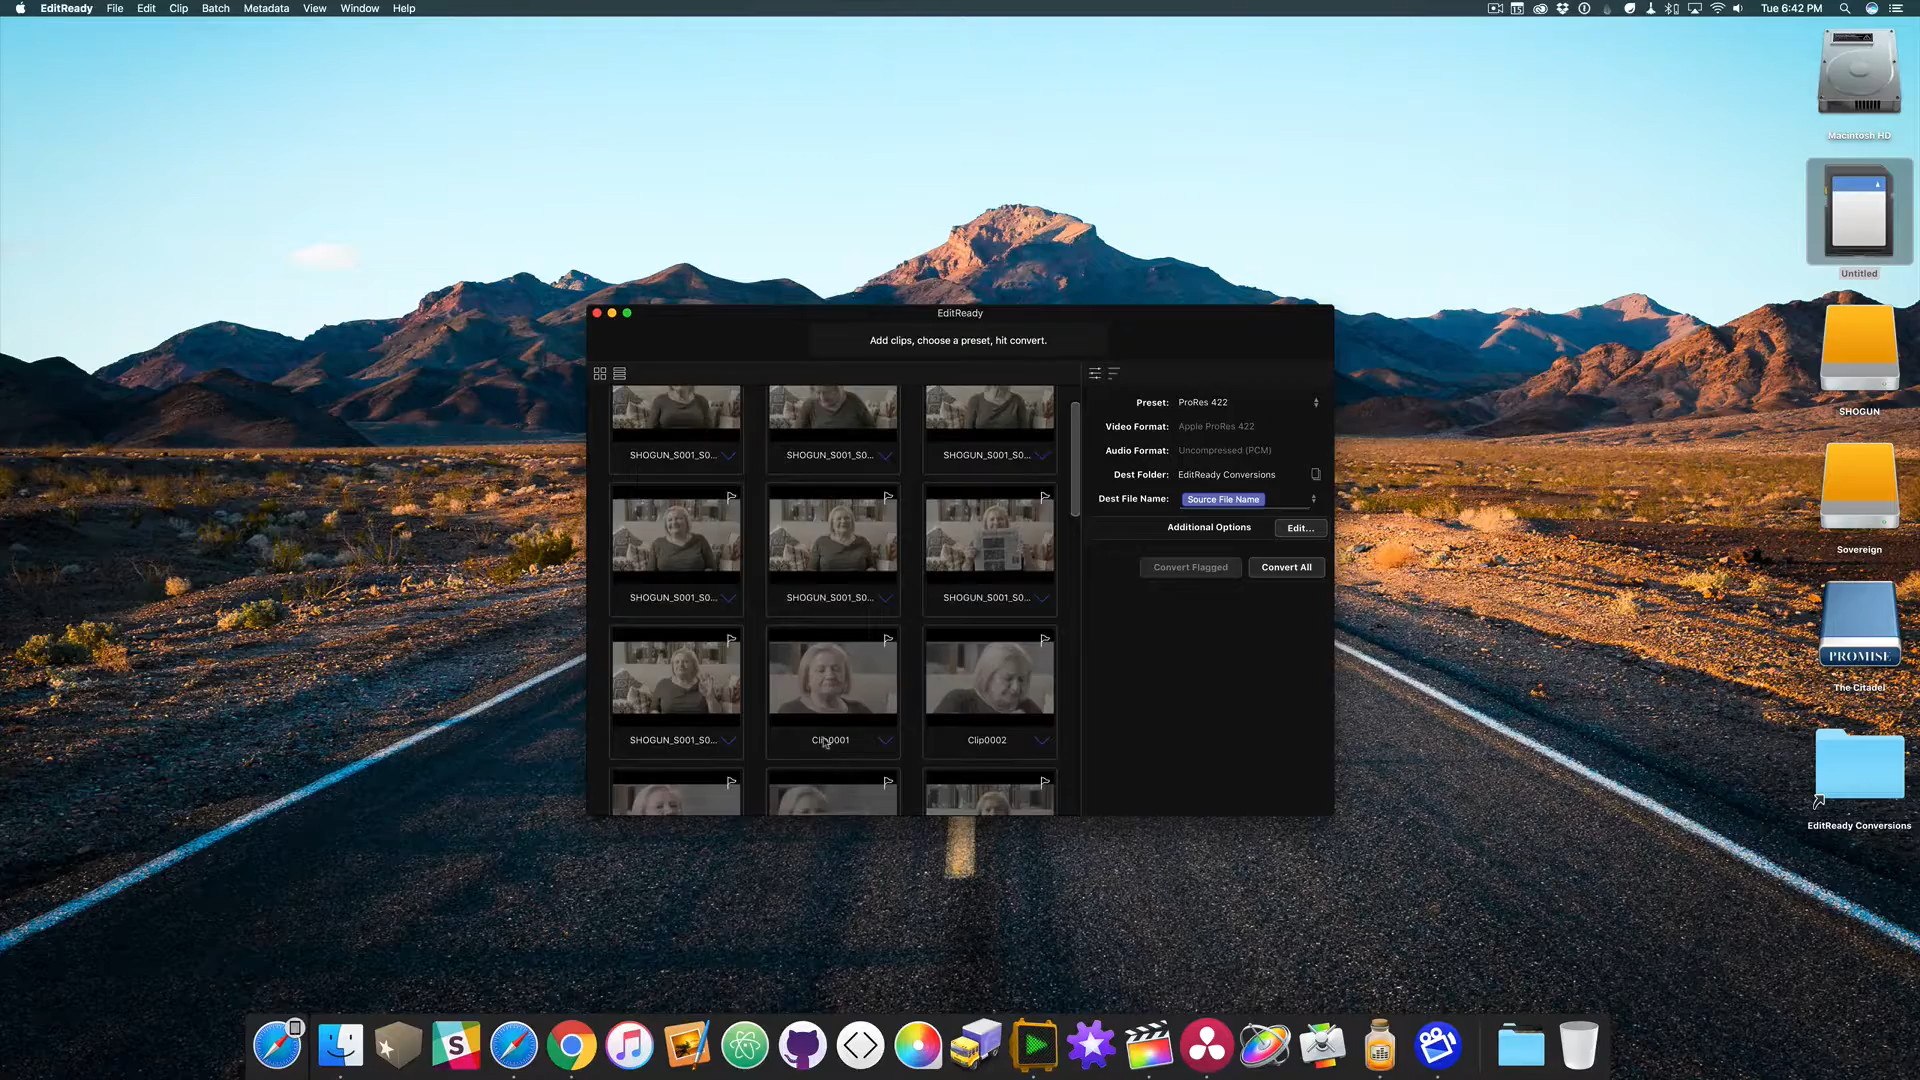 EditReady File Edit Clip Batch Metadata View Window Help
15
Tue 6:42 PM
Macintosh HD
Untitled
SHOGUN
Sovereign
PROMISE
The Citadel
EditReady Conversions
EditReady
Add clips, choose a preset, hit convert.
SHOGUN_S001_S0...
SHOGUN_S001_S0...
SHOGUN_S001_S0...
SHOGUN_S001_S0...
SHOGUN_S001_S0...
SHOGUN_S001_S0...
SHOGUN_S001_S0...
Clip0001
Clip0002
Preset: ProRes 422
Video Format: Apple ProRes 422
Audio Format: Uncompressed (PCM)
Dest Folder: EditReady Conversions
Dest File Name: Source File Name
Additional Options Edit...
Convert Flagged Convert All
S